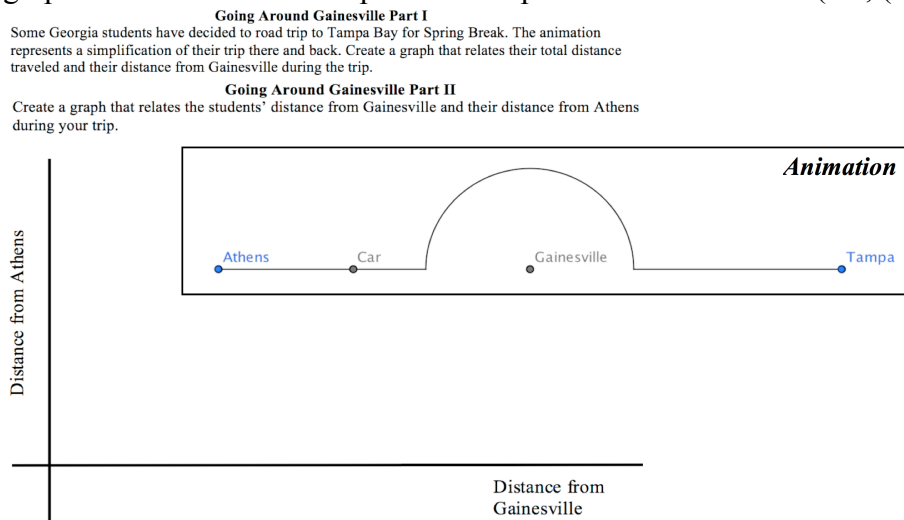 Going Around Gainesville Part I
Some Georgia students have decided to road trip to Tampa Bay for Spring Break. The animation
represents a simplification of their trip there and back. Create a graph that relates their total distance
traveled and their distance from Gainesville during the trip.
Going Around Gainesville Part II
Create a graph that relates the students’ distance from Gainesville and their distance from Athens
during your trip.
Animation
Athens
Car
Gainesville
Tampa
Distance from Athens
Distance from
Gainesville